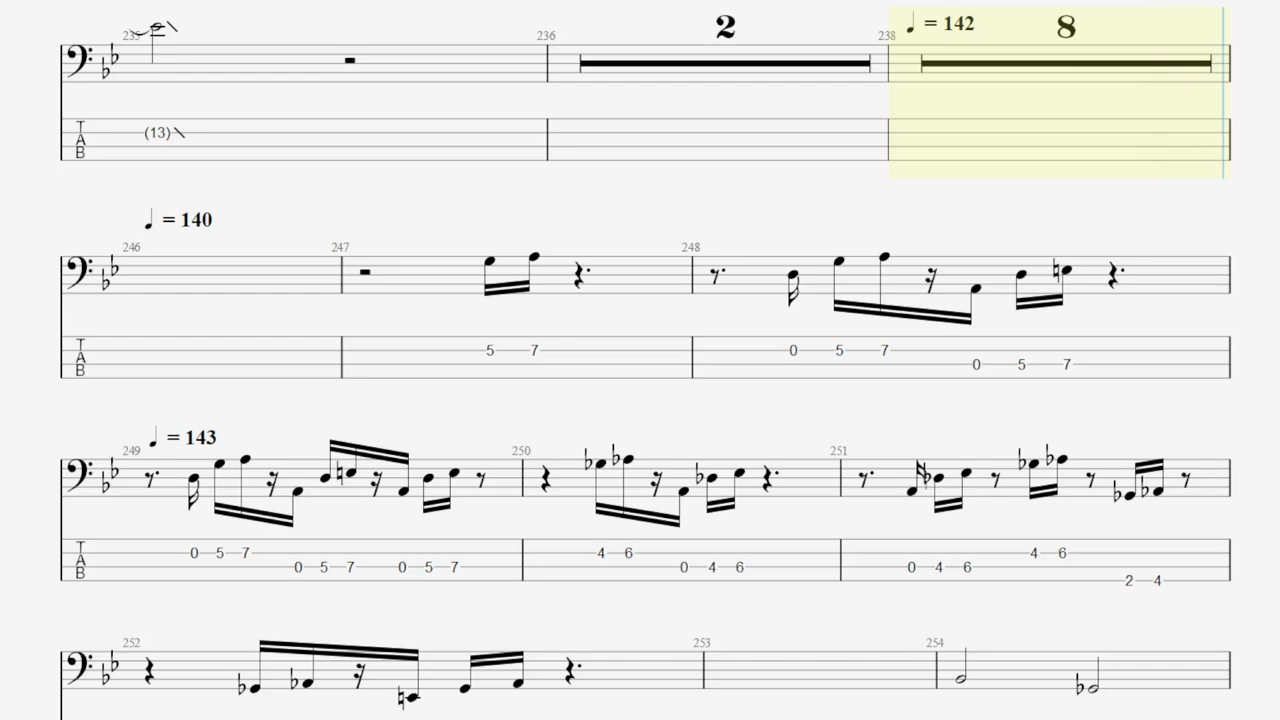 235 236 2 238 ♩ = 142 8
T
A
B
(13)
♩ = 140
246 247 248
T
A
B
5 7 0 5 7
0 5 7
♩ = 143
249 250 251
T
A
B
0 5 7 4 6 4 6
0 5 7 0 5 7 0 4 6 0 4 6
2 4
252 253 254